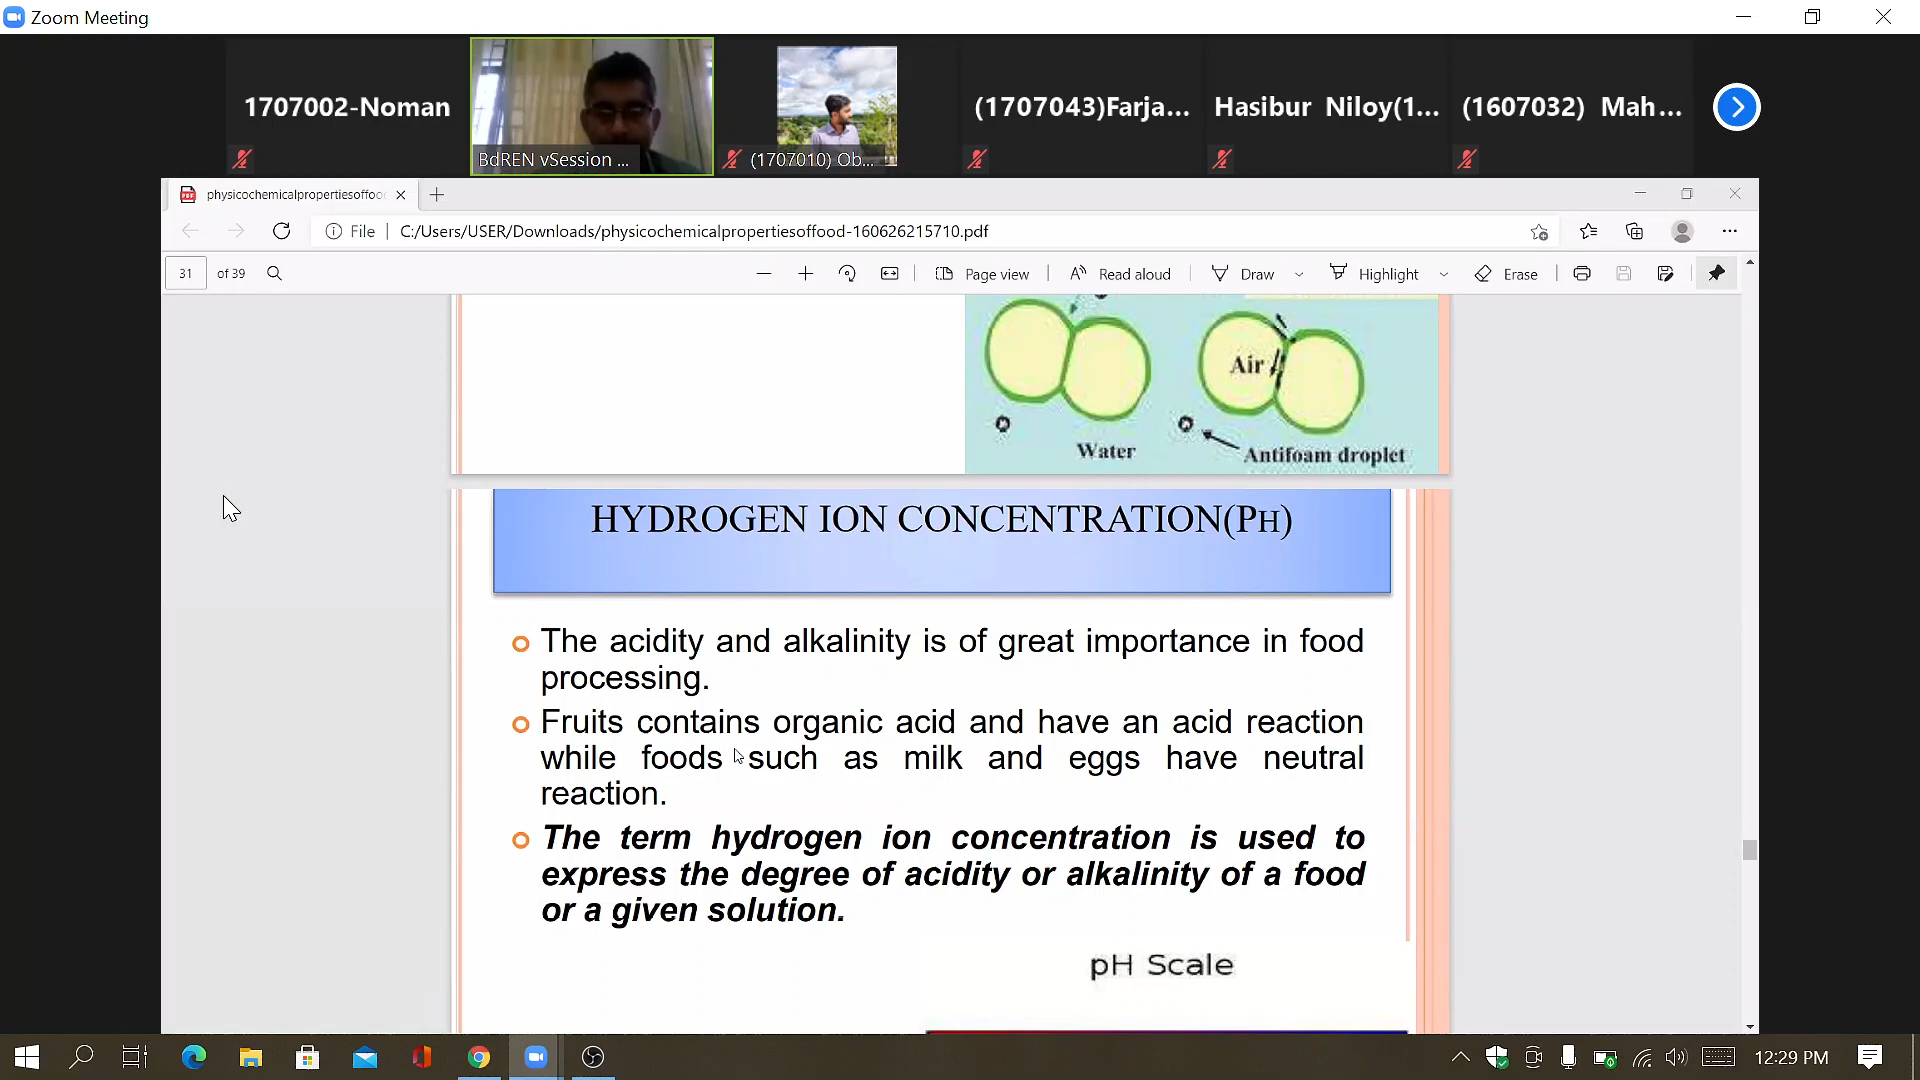 Zoom Meeting
1707002-Noman
BdREN vSession ...
(1707010) Ob...
(1707043)Farja...
Hasibur Niloy(1...
(1607032) Mah...
physicochemicalpropertiesoffoo
File
C:/Users/USER/Downloads/physicochemicalpropertiesoffood-160626215710.pdf
31 of 39
Page view
Read aloud
Draw
Highlight
Erase
Air
Water
Antifoam droplet
HYDROGEN ION CONCENTRATION(PH)
The acidity and alkalinity is of great importance in food
processing.
Fruits contains organic acid and have an acid reaction
while foods such as milk and eggs have neutral
reaction.
The term hydrogen ion concentration is used to
express the degree of acidity or alkalinity of a food
or a given solution.
pH Scale
12:29 PM